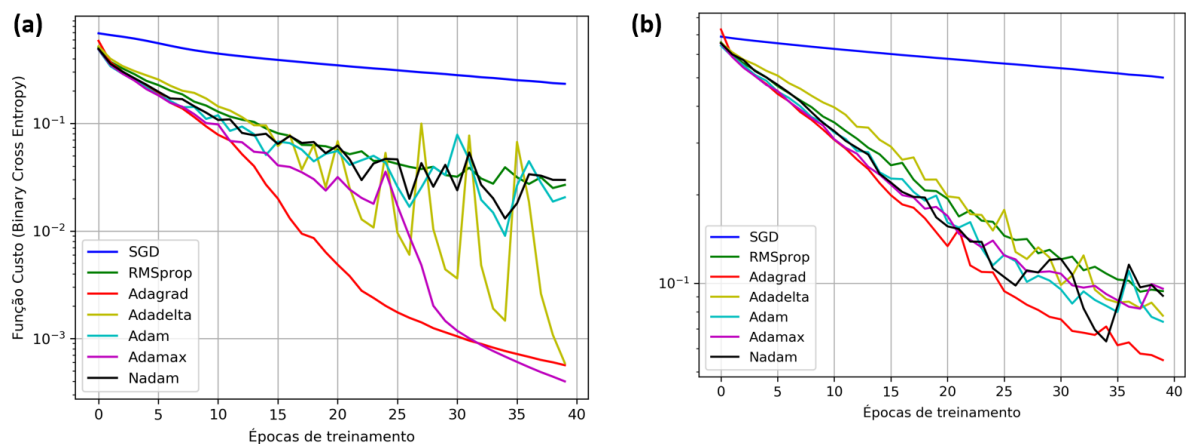 (a)
Função Custo (Binary Cross Entropy)
10⁻¹
10⁻²
10⁻³
SGD
RMSprop
Adagrad
Adadelta
Adam
Adamax
Nadam
0 5 10 15 20 25 30 35 40
Épocas de treinamento
(b)
10⁻¹
SGD
RMSprop
Adagrad
Adadelta
Adam
Adamax
Nadam
0 5 10 15 20 25 30 35 40
Épocas de treinamento